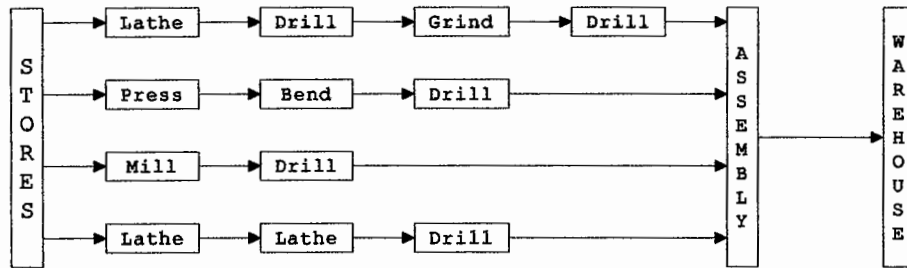 STORES
Lathe Drill Grind Drill
Press Bend Drill
Mill Drill
Lathe Lathe Drill
ASSEMBLY
WAREHOUSE